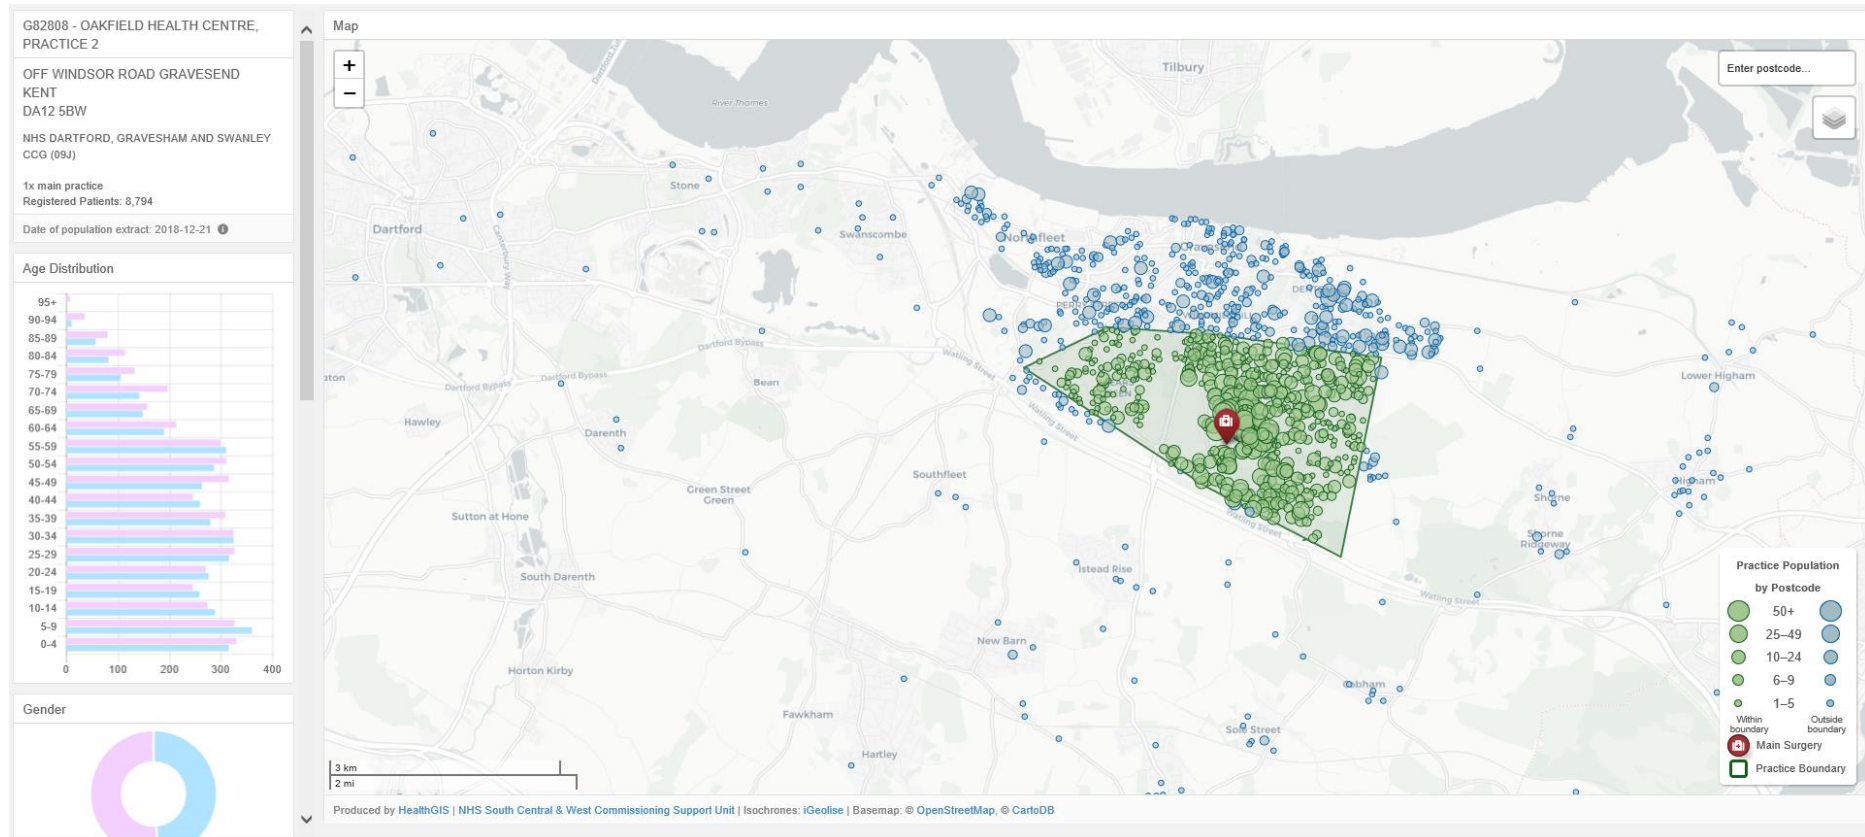 G82808 - OAKFIELD HEALTH CENTRE,
PRACTICE 2
OFF WINDSOR ROAD GRAVESEND
KENT
DA12 5BW
NHS DARTFORD, GRAVESHAM AND SWANLEY
CCG (09J)
1x main practice
Registered Patients: 8,794
Date of population extract: 2018-12-21
Age Distribution
95+
90-94
85-89
80-84
75-79
70-74
65-69
60-64
55-59
50-54
45-49
40-44
35-39
30-34
25-29
20-24
15-19
10-14
5-9
0-4
0 100 200 300 400
Gender
Map
+
−
Enter postcode...
Tilbury
River Thames
Stone
Dartford
Canterbury Way
Swanscombe
Northfleet
Dartford Bypass
Dartford Bypass
Dartford Bypass
Watling Street
Bean
Hawley
Darenth
Watling Street
Lower Higham
Southfleet
Green Street
Green
Higham
Shorne
Sutton at Hone
Watling Street
Shorne
Ridgeway
Istead Rise
South Darenth
Watling Street
New Barn
Horton Kirby
Cobham
Fawkham
Sole Street
Hartley
3 km
2 mi
Practice Population
by Postcode
50+
25–49
10–24
6–9
1–5
Within
boundary
Outside
boundary
Main Surgery
Practice Boundary
Produced by HealthGIS | NHS South Central & West Commissioning Support Unit | Isochrones: iGeolise | Basemap: © OpenStreetMap, © CartoDB